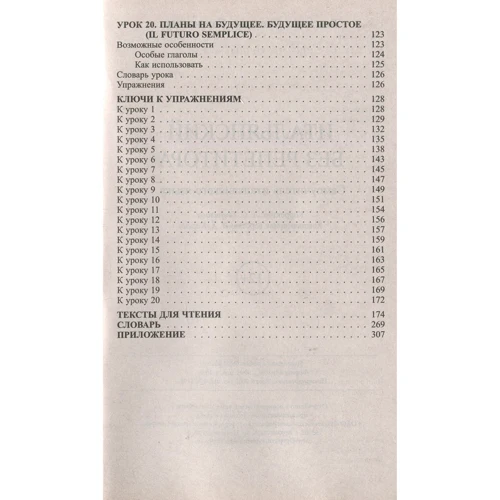 УРОК 20. ПЛАНЫ НА БУДУЩЕЕ. БУДУЩЕЕ ПРОСТОЕ
(IL FUTURO SEMPLICE) 123
Возможные особенности 123
Особые глаголы 124
Как использовать 125
Словарь урока 126
Упражнения 126
КЛЮЧИ К УПРАЖНЕНИЯМ 128
К уроку 1 128
К уроку 2 129
К уроку 3 132
К уроку 4 135
К уроку 5 138
К уроку 6 143
К уроку 7 145
К уроку 8 147
К уроку 9 149
К уроку 10 151
К уроку 11 154
К уроку 12 156
К уроку 13 157
К уроку 14 159
К уроку 15 161
К уроку 16 163
К уроку 17 165
К уроку 18 167
К уроку 19 169
К уроку 20 172
ТЕКСТЫ ДЛЯ ЧТЕНИЯ 174
СЛОВАРЬ 269
ПРИЛОЖЕНИЕ 307